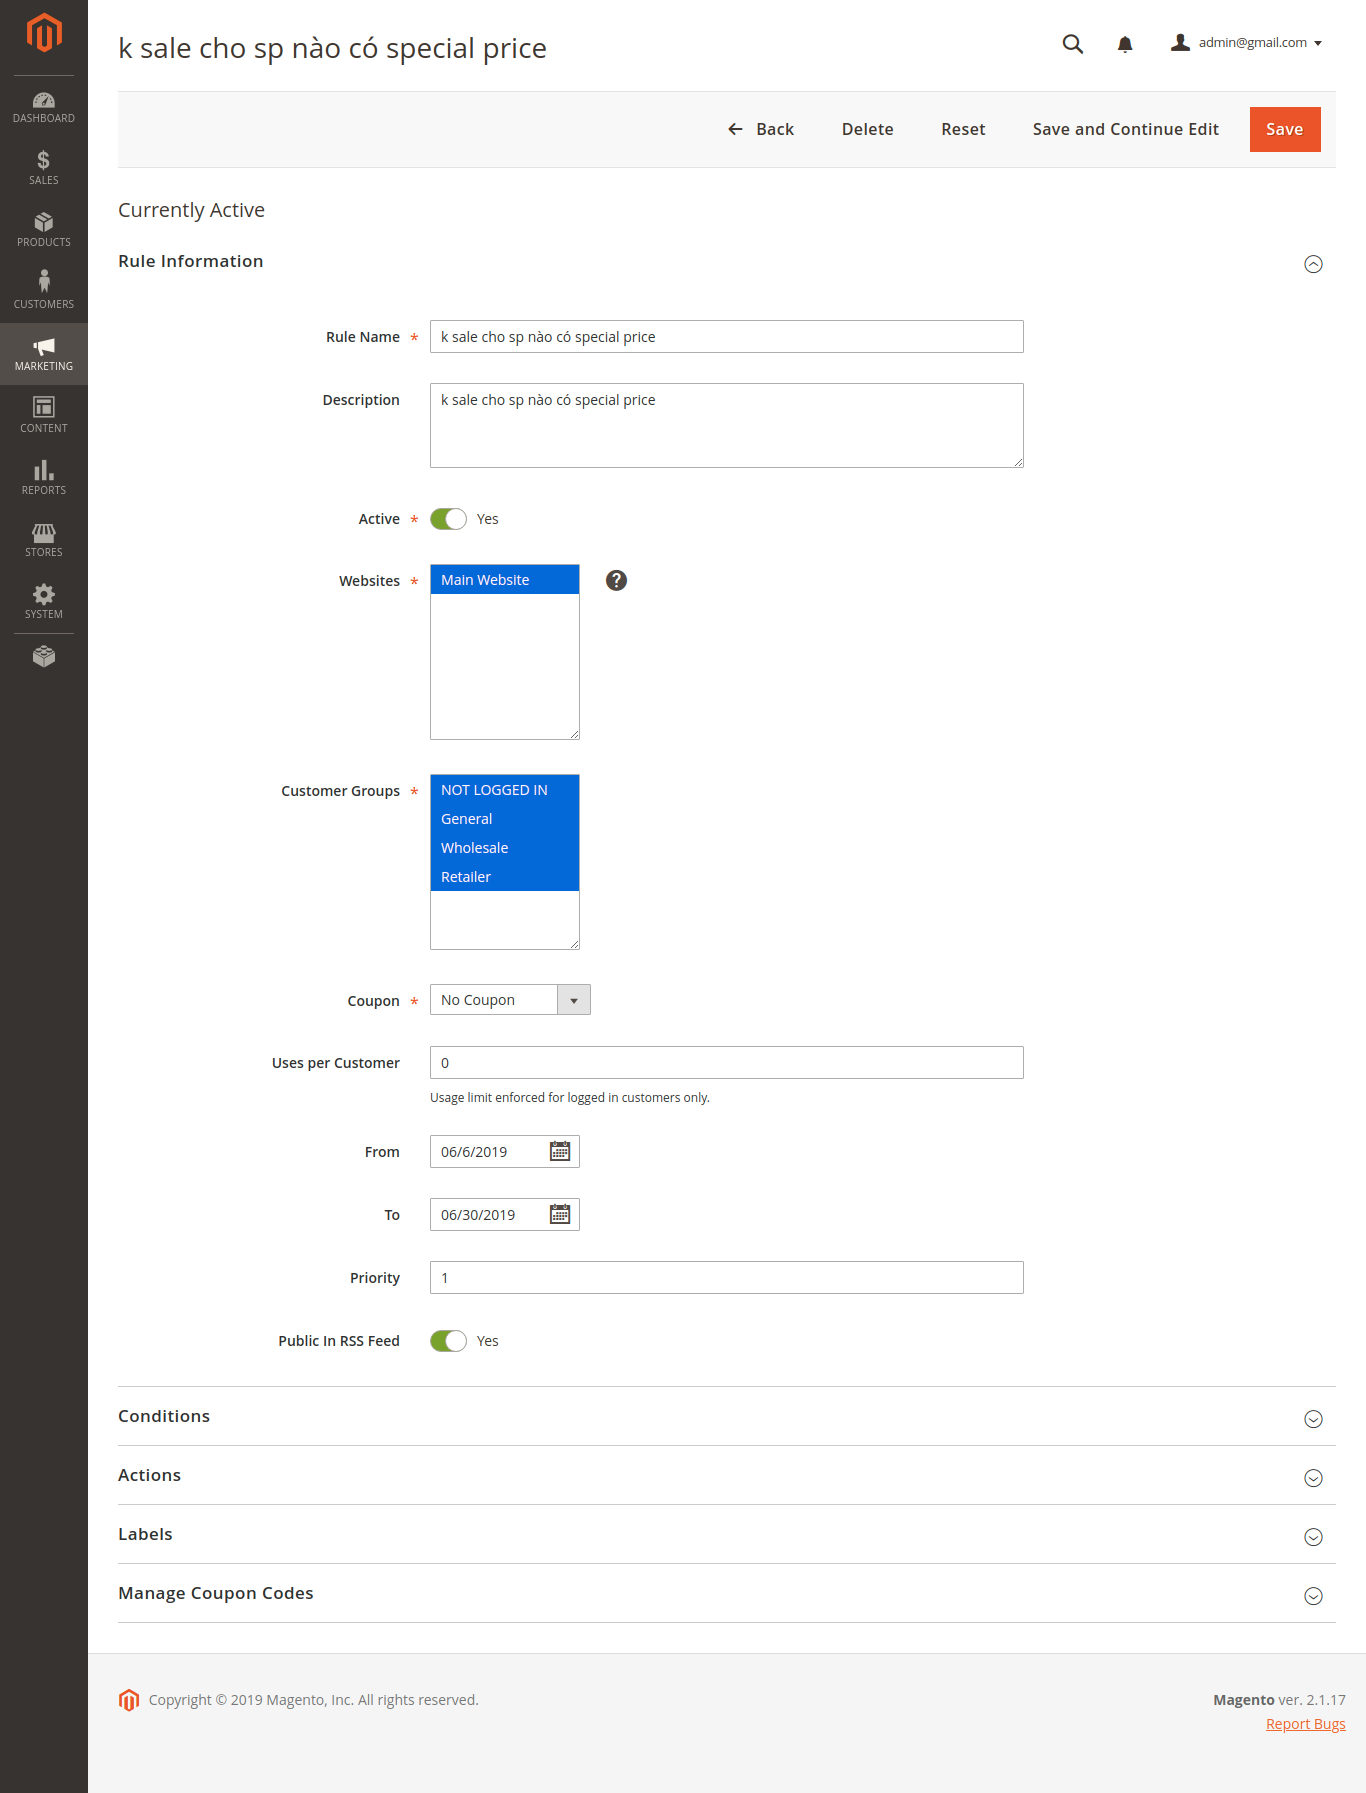 k sale cho sp nào có special price
admin@gmail.com
DASHBOARD
SALES
PRODUCTS
CUSTOMERS
MARKETING
CONTENT
REPORTS
STORES
SYSTEM
Back Delete Reset Save and Continue Edit Save
Currently Active
Rule Information
Rule Name * k sale cho sp nào có special price
Description k sale cho sp nào có special price
Active * Yes
Websites * Main Website ?
Customer Groups * NOT LOGGED IN
General
Wholesale
Retailer
Coupon * No Coupon
Uses per Customer 0
Usage limit enforced for logged in customers only.
From 06/6/2019
To 06/30/2019
Priority 1
Public In RSS Feed Yes
Conditions
Actions
Labels
Manage Coupon Codes
Copyright © 2019 Magento, Inc. All rights reserved.
Magento ver. 2.1.17
Report Bugs